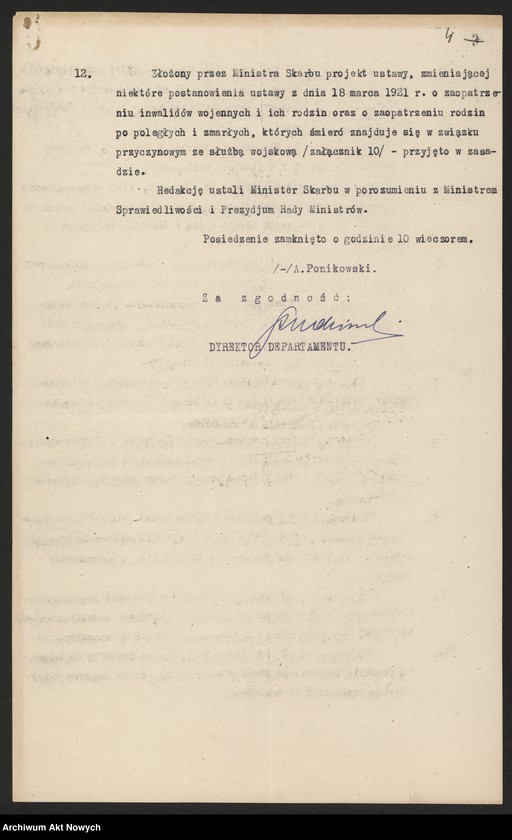 4 3
12. Złożony przez Ministra Skarbu projekt ustawy, zmieniającej
niektóre postanowienia ustawy z dnia 18 marca 1921 r. o zaopatrze-
niu inwalidów wojennych i ich rodzin oraz o zaopatrzeniu rodzin
po poległych i zmarłych, których śmierć znajduje się w związku
przyczynowym ze służbą wojskową /załącznik 10/ - przyjęto w zasa-
dzie.
Redakcję ustali Minister Skarbu w porozumieniu z Ministrem
Sprawiedliwości i Prezydjum Rady Ministrów.
Posiedzenie zamknięto o godzinie 10 wieczorem.
/-/A.Ponikowski.
Za zgodność:
DYREKTOR DEPARTAMENTU.
Archiwum Akt Nowych